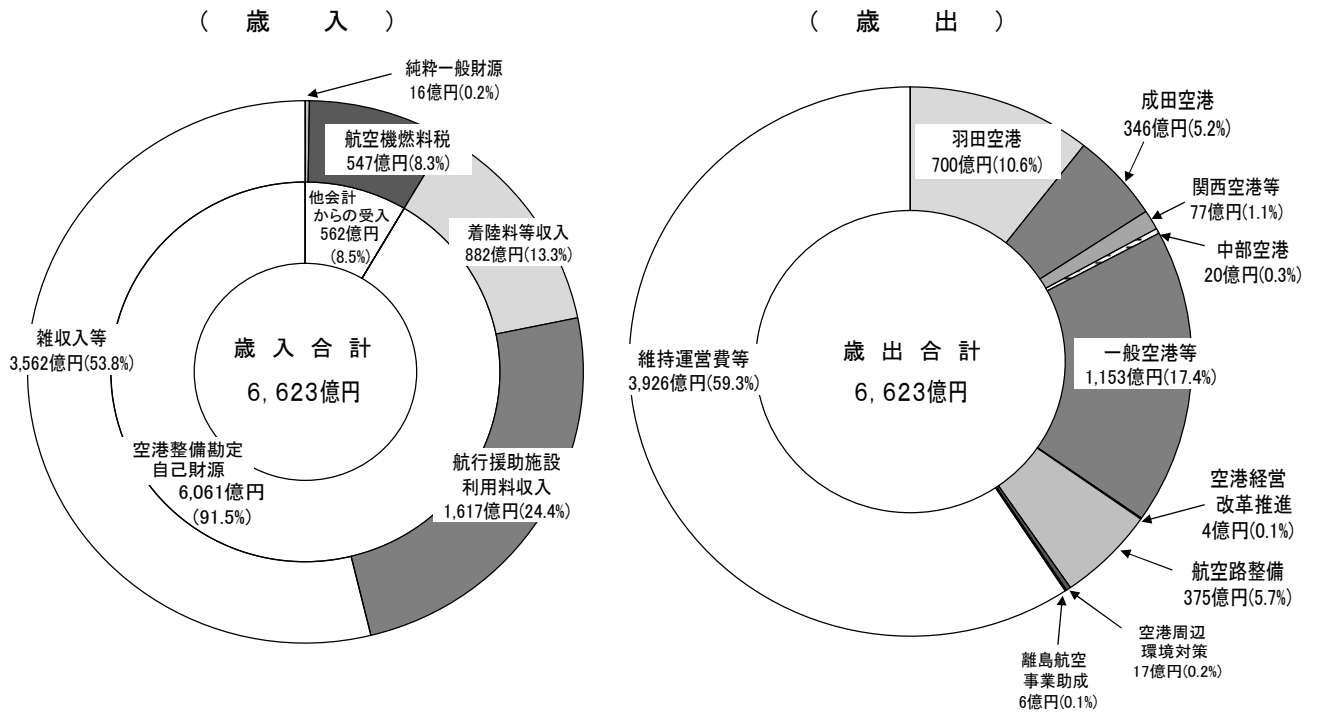 ( 歳 入 )
純粋一般財源
16億円(0.2%)
航空機燃料税
547億円(8.3%)
他会計
からの受入
562億円
(8.5%)
着陸料等収入
882億円(13.3%)
雑収入等
3,562億円(53.8%)
歳入合計
6,623億円
空港整備勘定
自己財源
6,061億円
(91.5%)
航行援助施設
利用料収入
1,617億円(24.4%)
( 歳 出 )
羽田空港
700億円(10.6%)
成田空港
346億円(5.2%)
関西空港等
77億円(1.1%)
中部空港
20億円(0.3%)
維持運営費等
3,926億円(59.3%)
歳出合計
6,623億円
一般空港等
1,153億円(17.4%)
空港経営
改革推進
4億円(0.1%)
航空路整備
375億円(5.7%)
空港周辺
環境対策
17億円(0.2%)
離島航空
事業助成
6億円(0.1%)